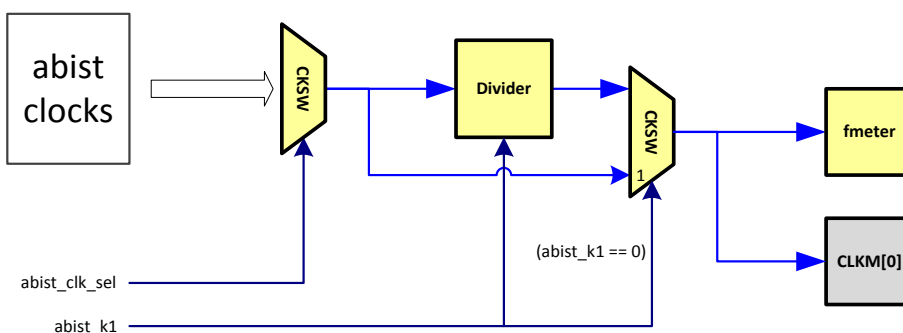 abist
clocks
CKSW
Divider
CKSW
1
fmeter
(abist_k1 == 0)
CLKM[0]
abist_clk_sel
abist_k1